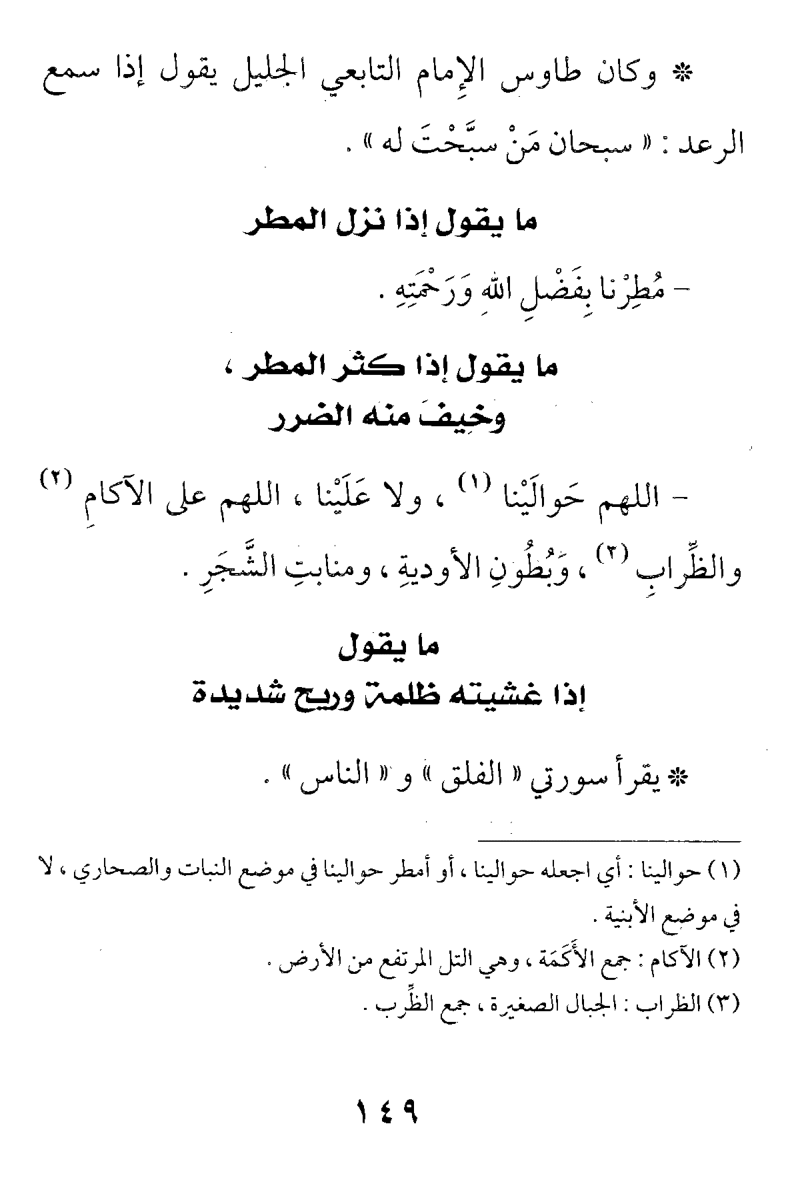 * وكان طاوس الإِمام التابعي الجليل يقول إذا سمع
الرعد : « سبحان مَنْ سبَّحْتَ له » .
ما يقول إذا نزل المطر
– مُطِرْنا بِفَضْلِ اللهِ وَرَحْمَتِهِ .
ما يقول إذا كثر المطر ،
وخيفَ منه الضرر
– اللهم حَوالَيْنا (١) ، ولا عَلَيْنا ، اللهم على الآكامِ (٢)
والظِّرابِ (٣) ، وَبُطُونِ الأوديةِ ، ومنابتِ الشَّجَرِ .
ما يقول
إذا غشيته ظلمة وريح شديدة
* يقرأ سورتي « الفلق » و « الناس » .
(١) حوالينا : أي اجعله حوالينا ، أو أمطر حوالينا في موضع النبات والصحاري ، لا
في موضع الأبنية .
(٢) الآكام : جمع الأَكَمَة ، وهي التل المرتفع من الأرض .
(٣) الظراب : الجبال الصغيرة ، جمع الظِّرب .
١٤٩